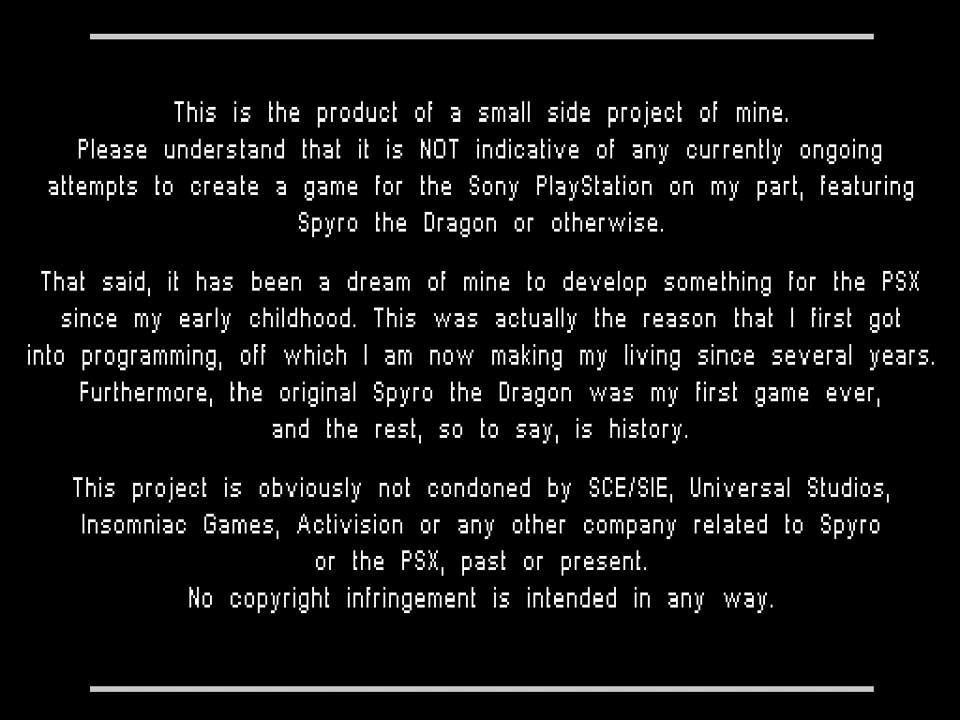 This is the product of a small side project of mine.
Please understand that it is NOT indicative of any currently ongoing
attempts to create a game for the Sony PlayStation on my part, featuring
Spyro the Dragon or otherwise.
That said, it has been a dream of mine to develop something for the PSX
since my early childhood. This was actually the reason that I first got
into programming, off which I am now making my living since several years.
Furthermore, the original Spyro the Dragon was my first game ever,
and the rest, so to say, is history.
This project is obviously not condoned by SCE/SIE, Universal Studios,
Insomniac Games, Activision or any other company related to Spyro
or the PSX, past or present.
No copyright infringement is intended in any way.